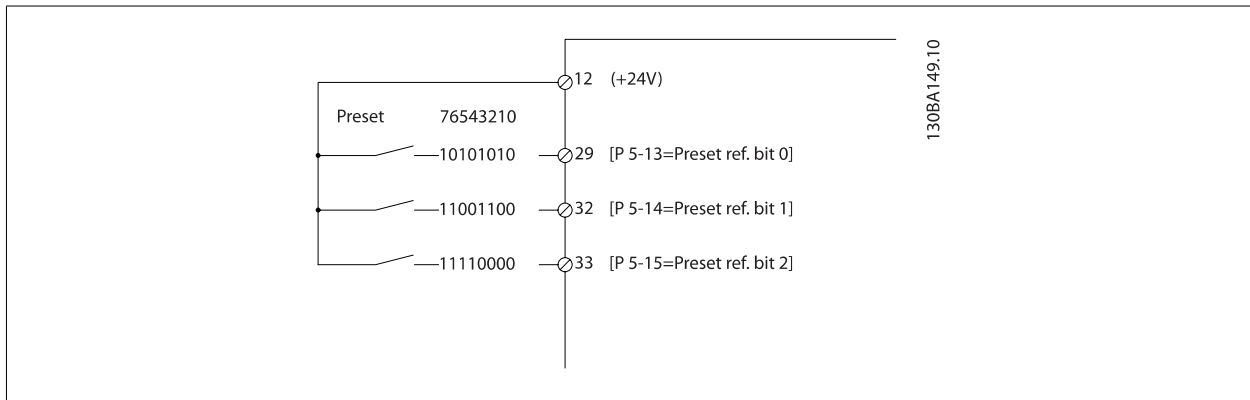 12 (+24V)
Preset 76543210
10101010 29 [P 5-13=Preset ref. bit 0]
11001100 32 [P 5-14=Preset ref. bit 1]
11110000 33 [P 5-15=Preset ref. bit 2]
130BA149.10